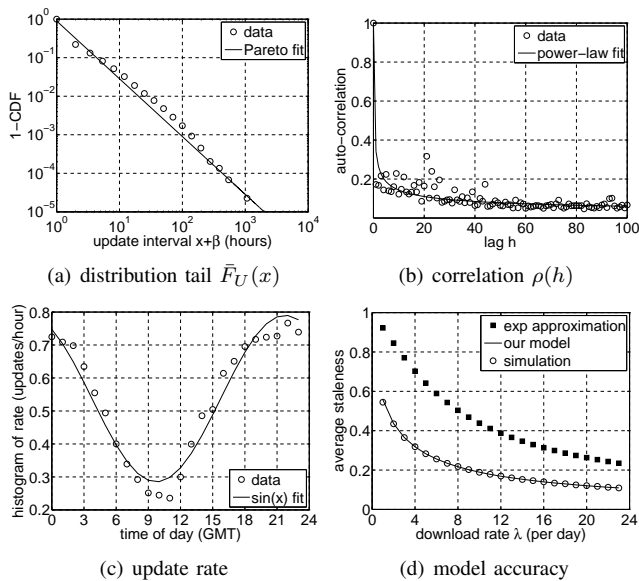 10^0
10^-1
10^-2
10^-3
10^-4
10^-5
1-CDF
data
Pareto fit
10^0 10^1 10^2 10^3 10^4
update interval x+β (hours)
(a) distribution tail F̄_U(x)
1
0.8
0.6
0.4
0.2
auto-correlation
data
power-law fit
0 20 40 60 80 100
lag h
(b) correlation ρ(h)
0.8
0.7
0.6
0.5
0.4
0.3
0.2
histogram of rate (updates/hour)
data
sin(x) fit
0 3 6 9 12 15 18 21 24
time of day (GMT)
(c) update rate
1
0.8
0.6
0.4
0.2
0
average staleness
exp approximation
our model
simulation
0 4 8 12 16 20 24
download rate λ (per day)
(d) model accuracy